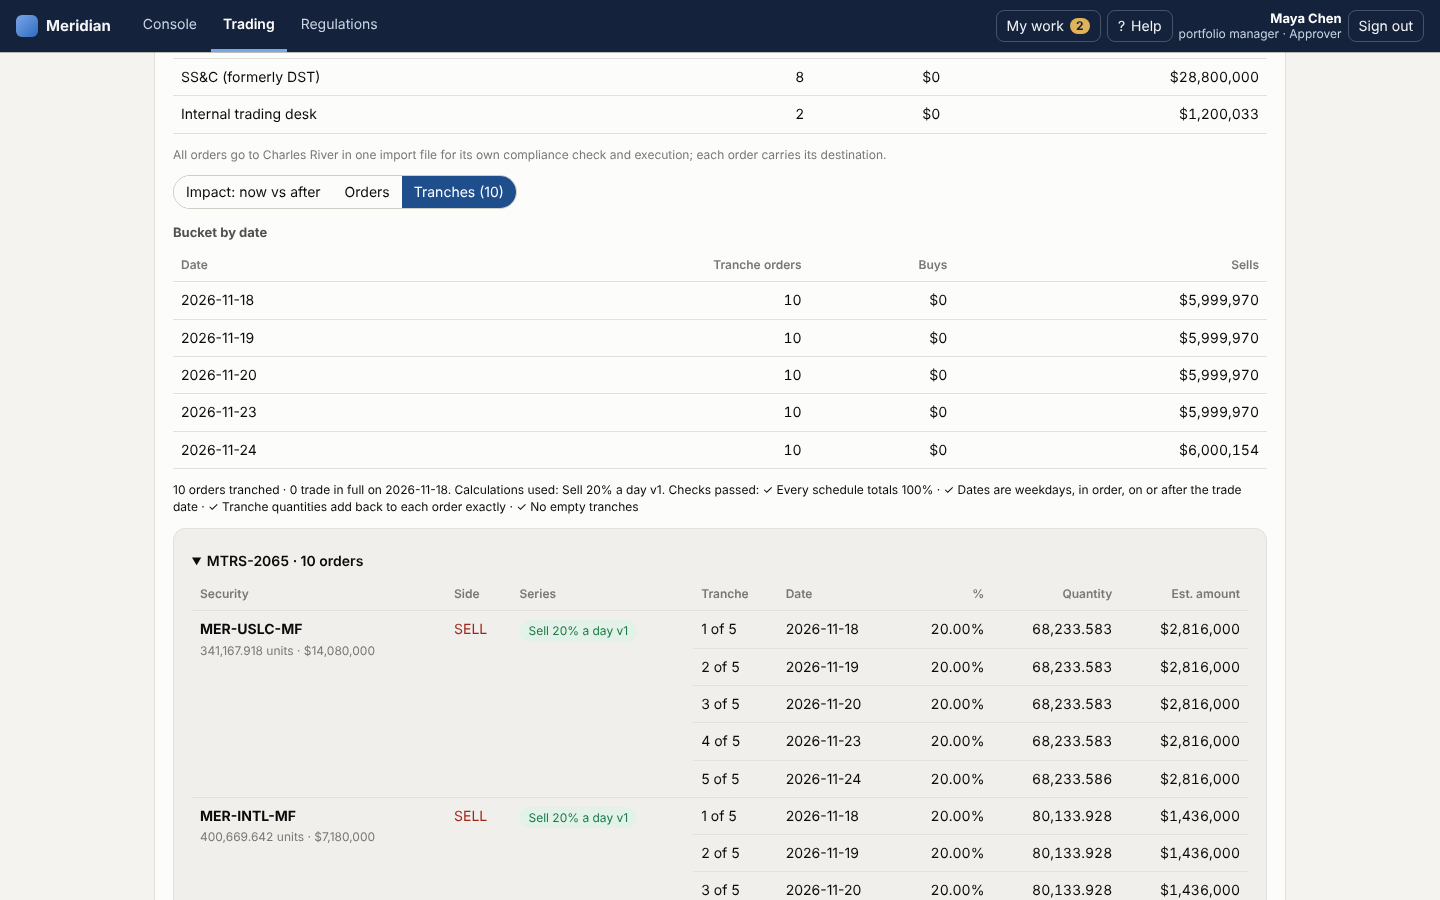 Meridian Console Trading Regulations My work 2 ? Help Maya Chen Sign out
portfolio manager · Approver
SS&C (formerly DST) 8 $0 $28,800,000
Internal trading desk 2 $0 $1,200,033
All orders go to Charles River in one import file for its own compliance check and execution; each order carries its destination.
Impact: now vs after Orders Tranches (10)
Bucket by date
Date Tranche orders Buys Sells
2026-11-18 10 $0 $5,999,970
2026-11-19 10 $0 $5,999,970
2026-11-20 10 $0 $5,999,970
2026-11-23 10 $0 $5,999,970
2026-11-24 10 $0 $6,000,154
10 orders tranched · 0 trade in full on 2026-11-18. Calculations used: Sell 20% a day v1. Checks passed: ✓ Every schedule totals 100% · ✓ Dates are weekdays, in order, on or after the trade
date · ✓ Tranche quantities add back to each order exactly · ✓ No empty tranches
▼ MTRS-2065 · 10 orders
Security Side Series Tranche Date % Quantity Est. amount
MER-USLC-MF SELL Sell 20% a day v1 1 of 5 2026-11-18 20.00% 68,233.583 $2,816,000
341,167.918 units · $14,080,000
2 of 5 2026-11-19 20.00% 68,233.583 $2,816,000
3 of 5 2026-11-20 20.00% 68,233.583 $2,816,000
4 of 5 2026-11-23 20.00% 68,233.583 $2,816,000
5 of 5 2026-11-24 20.00% 68,233.586 $2,816,000
MER-INTL-MF SELL Sell 20% a day v1 1 of 5 2026-11-18 20.00% 80,133.928 $1,436,000
400,669.642 units · $7,180,000
2 of 5 2026-11-19 20.00% 80,133.928 $1,436,000
3 of 5 2026-11-20 20.00% 80,133.928 $1,436,000